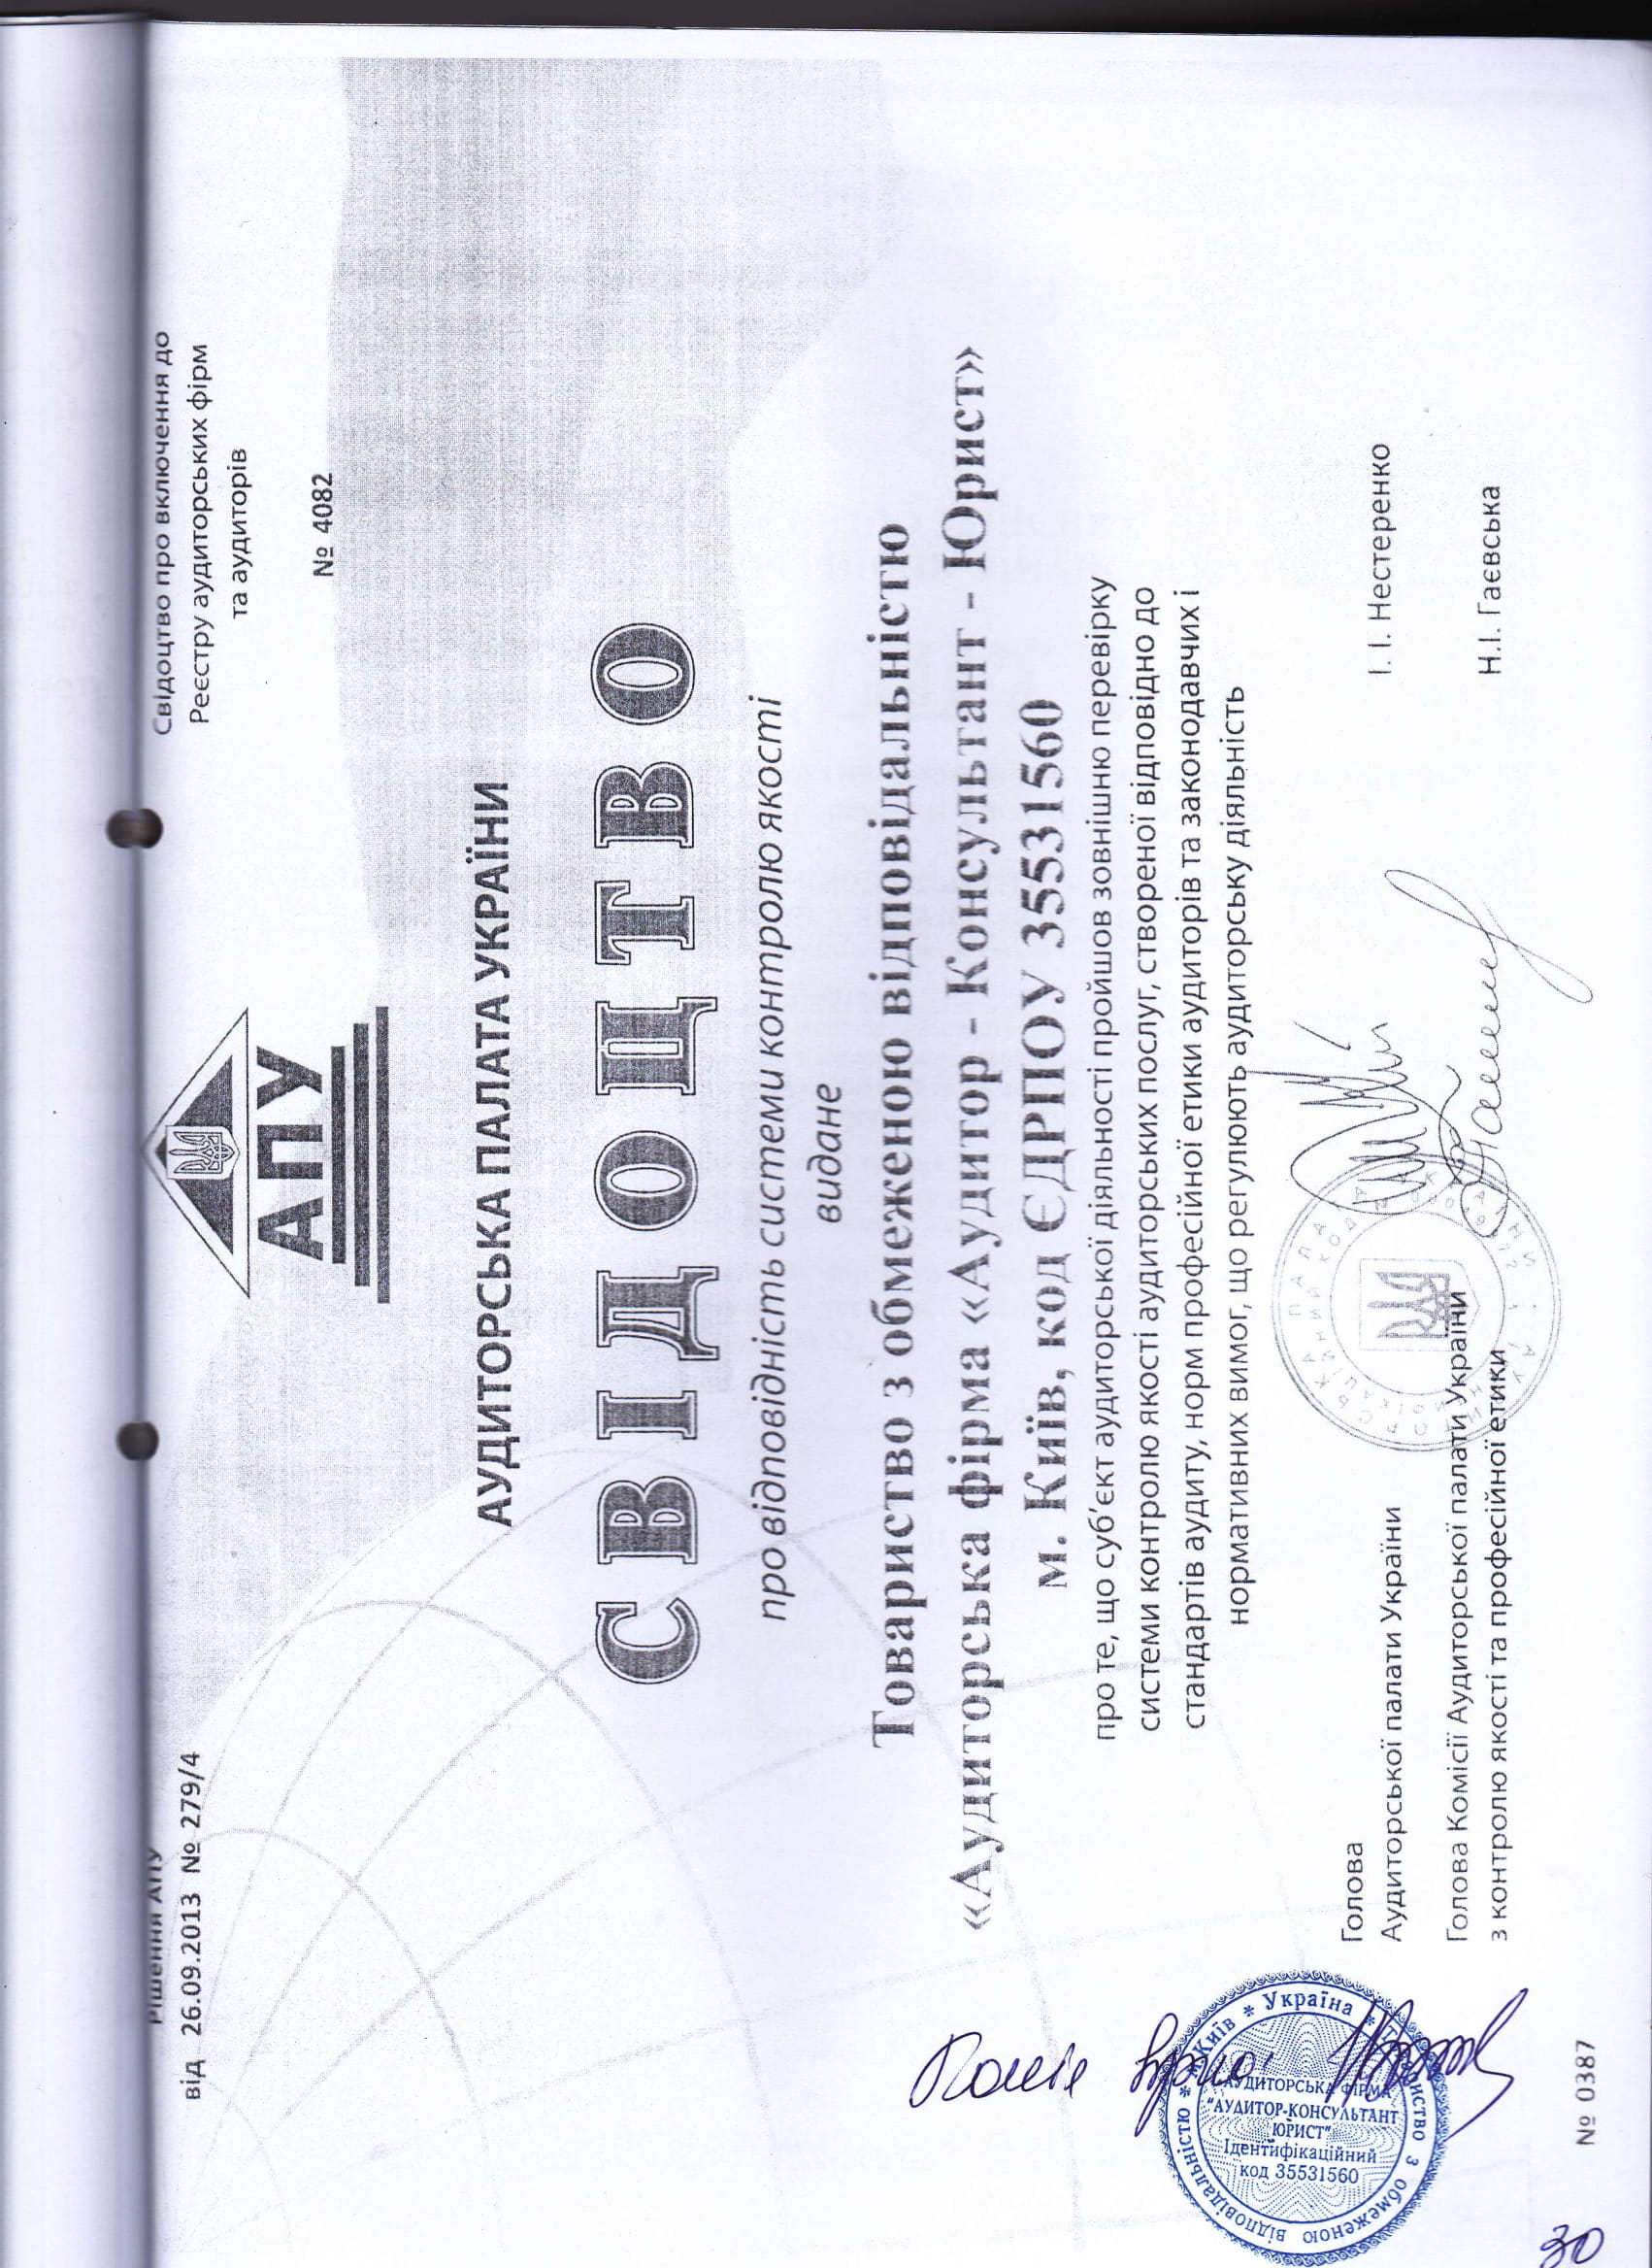 Рішення АПУ
від 26.09.2013 № 279/4
Свідоцтво про включення до
Реєстру аудиторських фірм
та аудиторів
№ 4082
АПУ
АУДИТОРСЬКА ПАЛАТА УКРАЇНИ
СВІДОЦТВО
про відповідність системи контролю якості
видане
Товариство з обмеженою відповідальністю
«Аудиторська фірма «Аудитор - Консультант - Юрист»
м. Київ, код ЄДРПОУ 35531560
про те, що суб’єкт аудиторської діяльності пройшов зовнішню перевірку
системи контролю якості аудиторських послуг, створеної відповідно до
стандартів аудиту, норм професійної етики аудиторів та законодавчих і
нормативних вимог, що регулюють аудиторську діяльність
Голова
Аудиторської палати України
І. І. Нестеренко
Голова Комісії Аудиторської палати України
з контролю якості та професійної етики
Н.І. Гаєвська
Копія
* Київ * Україна * Товариство з обмеженою відповідальністю *
АУДИТОРСЬКА ФІРМА
"АУДИТОР-КОНСУЛЬТАНТ
ЮРИСТ"
Ідентифікаційний
код 35531560
№ 0387
30